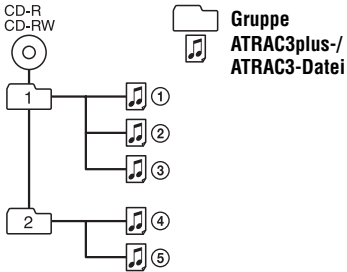 CD-R
CD-RW
Gruppe
ATRAC3plus-/
ATRAC3-Datei
1
①
②
③
2
④
⑤